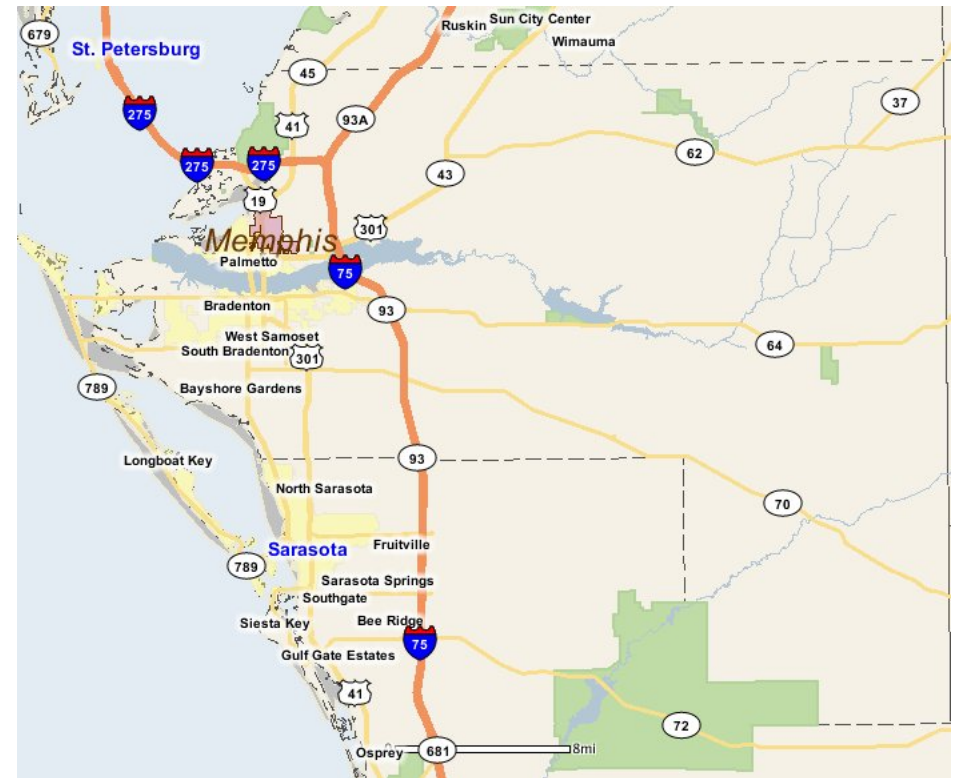 679
Ruskin
Sun City Center
Wimauma
St. Petersburg
45
37
275
41
93A
62
275
275
43
19
301
Memphis
Palmetto
75
Bradenton
93
West Samoset
South Bradenton
301
64
789
Bayshore Gardens
Longboat Key
93
North Sarasota
70
Sarasota
Fruitville
789
Sarasota Springs
Southgate
Siesta Key
Bee Ridge
75
Gulf Gate Estates
41
72
Osprey
0
681
8mi